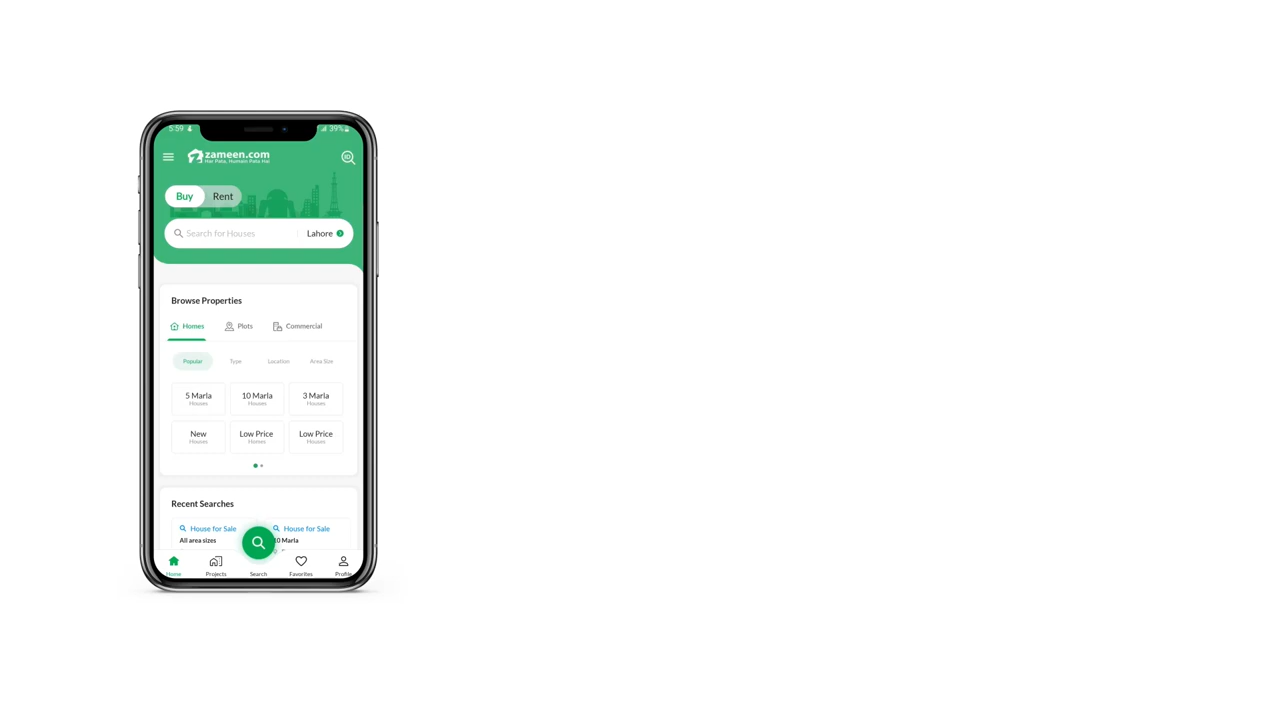 5:59 39%
zameen.com
Har Pata, Humain Pata Hai
ID
Buy Rent
Search for Houses Lahore
Browse Properties
Homes Plots Commercial
Popular Type Location Area Size
5 Marla 10 Marla 3 Marla
Houses Houses Houses
New Low Price Low Price
Houses Homes Houses
Recent Searches
House for Sale House for Sale
All area sizes 10 Marla
Home Projects Search Favorites Profile